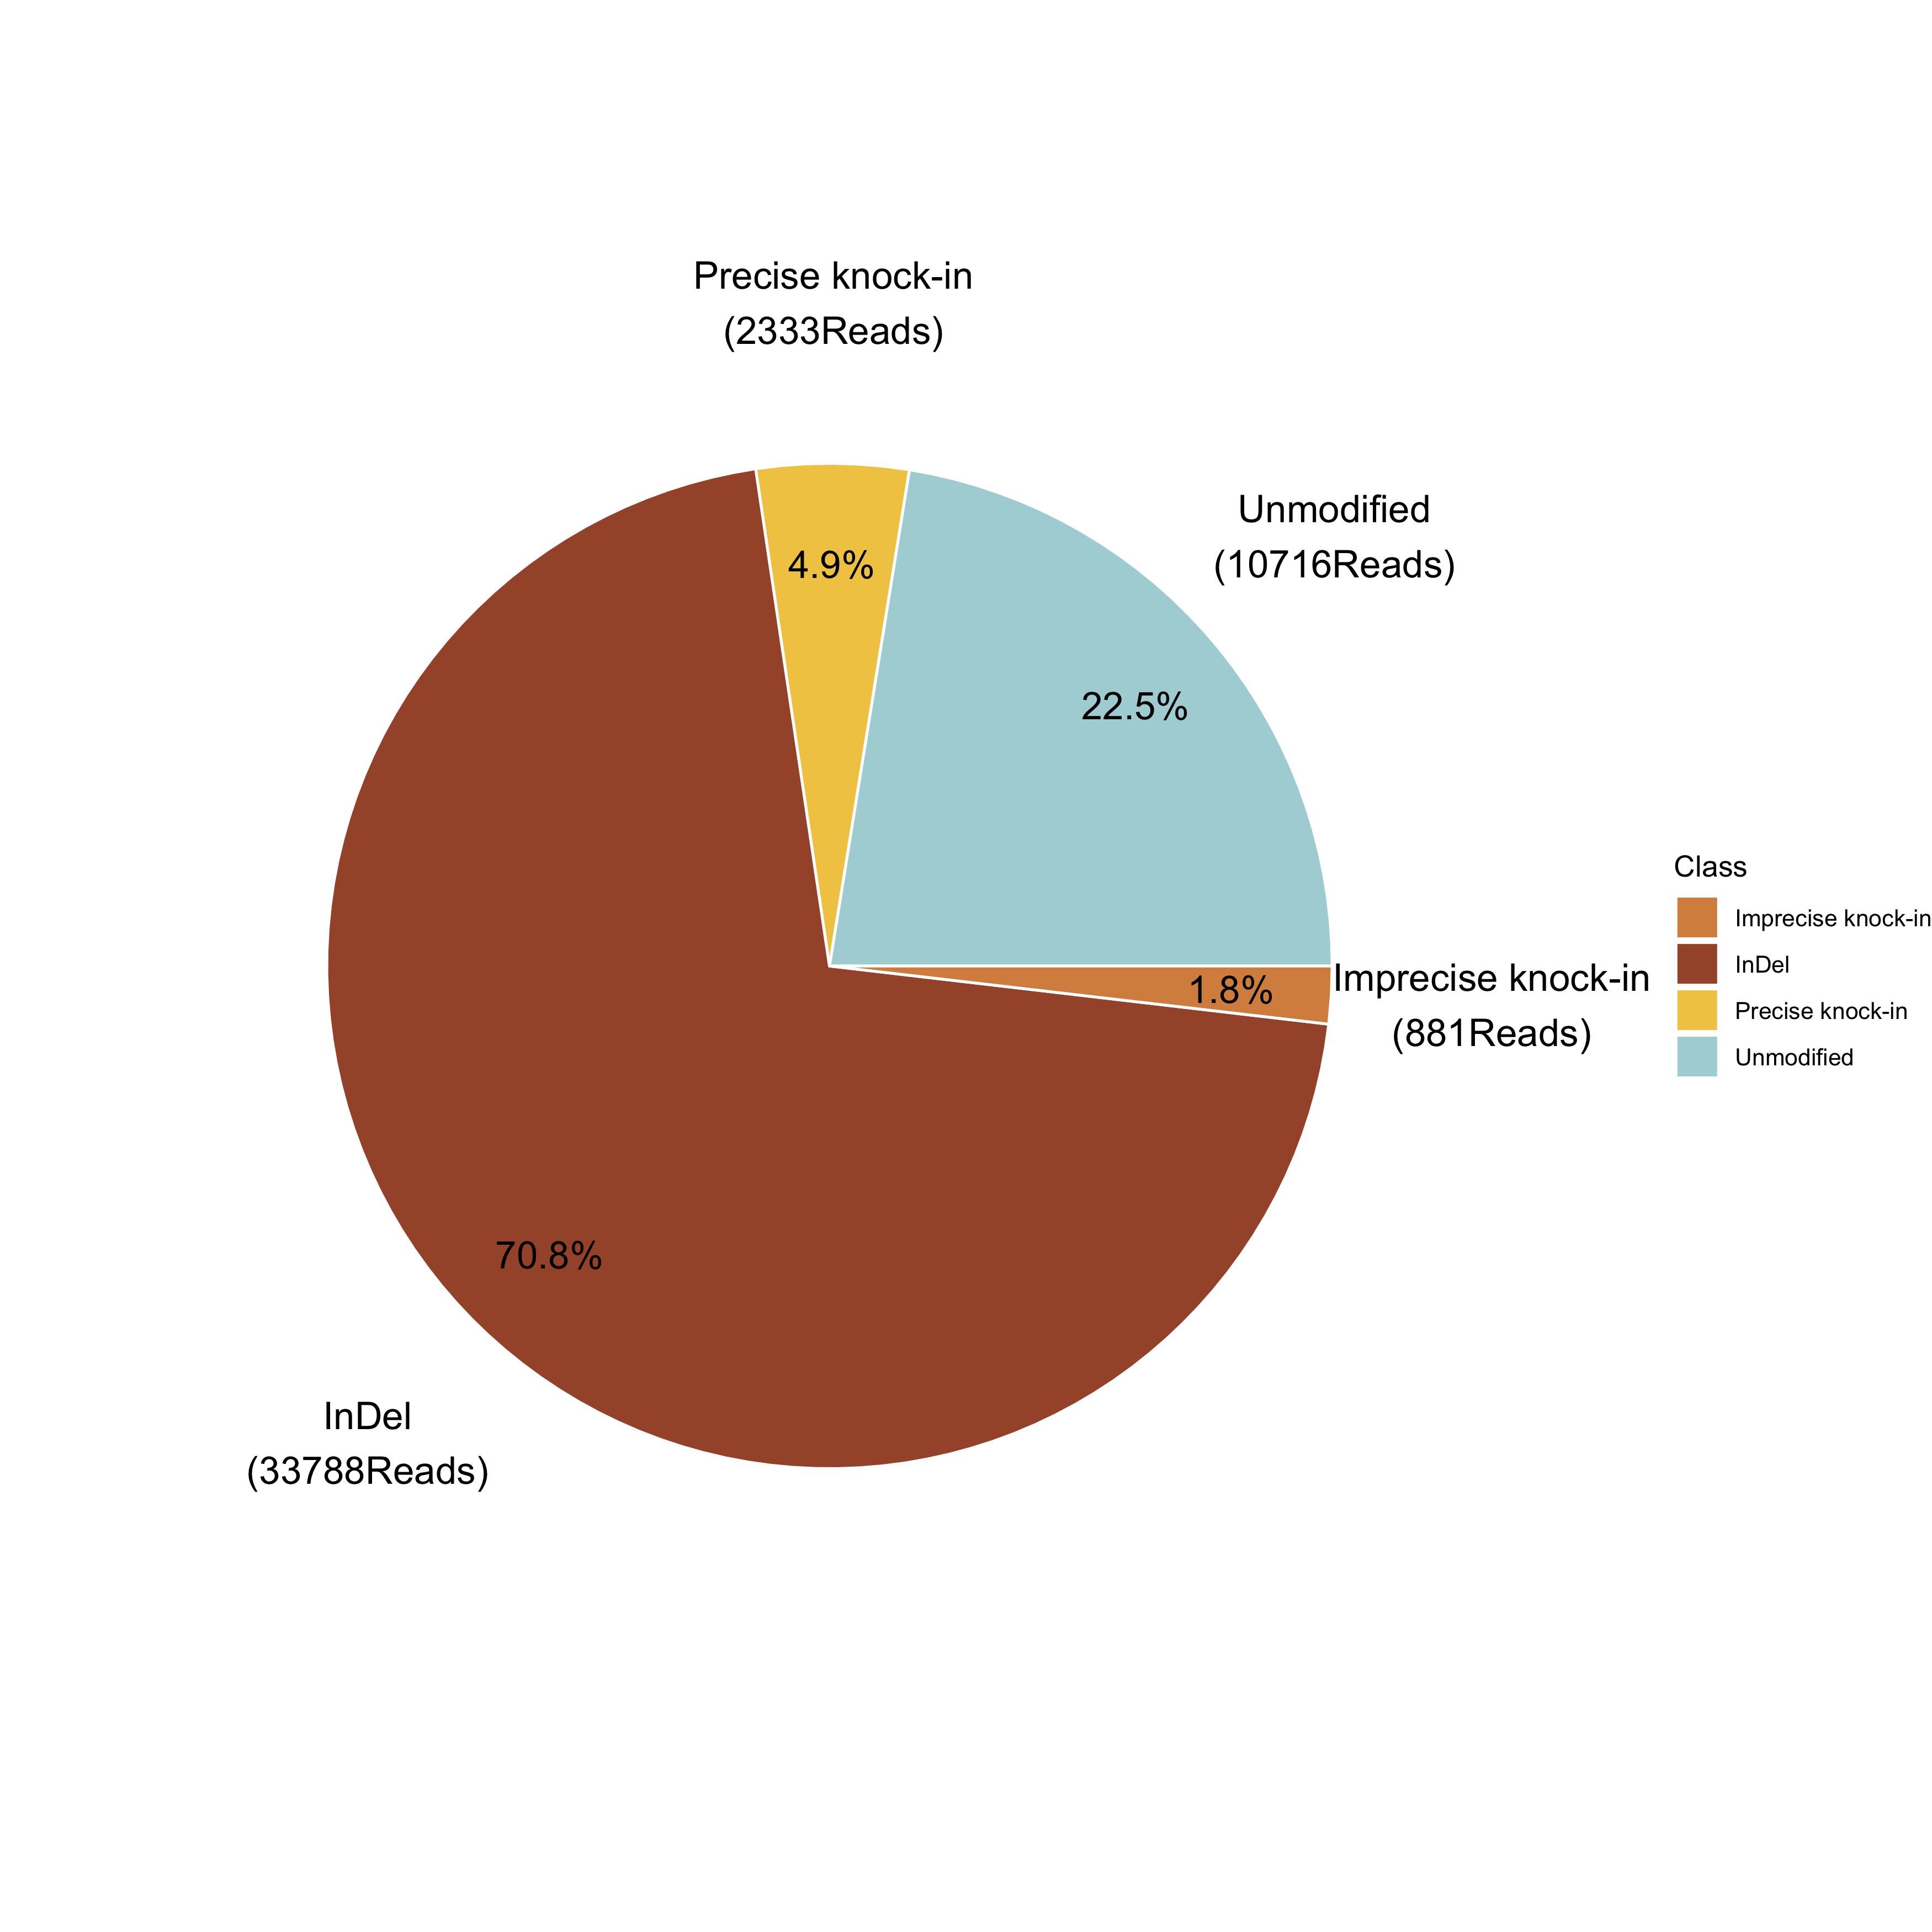 Precise knock-in
(2333Reads)
Unmodified
(10716Reads)
4.9%
22.5%
Imprecise knock-in
(881Reads)
1.8%
70.8%
InDel
(33788Reads)
Class
Imprecise knock-in
InDel
Precise knock-in
Unmodified